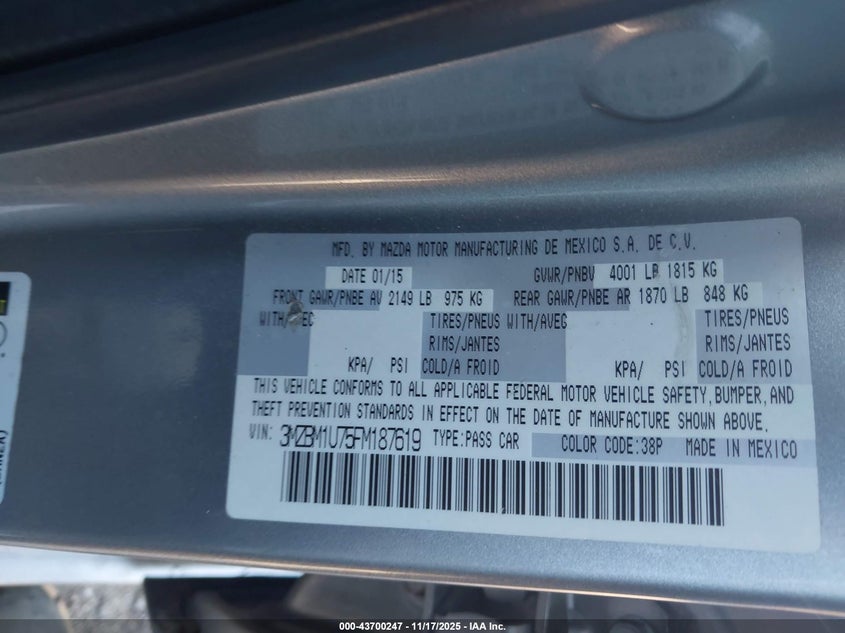 MFD. BY MAZDA MOTOR MANUFACTURING DE MEXICO S.A. DE C.V.
DATE 01/15 GVWR/PNBV 4001 LB 1815 KG
FRONT GAWR/PNBE AV 2149 LB 975 KG REAR GAWR/PNBE AR 1870 LB 848 KG
WITH/AVEC TIRES/PNEUS WITH/AVEC TIRES/PNEUS
RIMS/JANTES RIMS/JANTES
KPA/ PSI COLD/A FROID KPA/ PSI COLD/A FROID
THIS VEHICLE CONFORMS TO ALL APPLICABLE FEDERAL MOTOR VEHICLE SAFETY,BUMPER,AND
THEFT PREVENTION STANDARDS IN EFFECT ON THE DATE OF MANUFACTURE SHOWN ABOVE.
VIN: 3MZBM1U75FM187619 TYPE:PASS CAR COLOR CODE:38P MADE IN MEXICO
000-43700247 - 11/17/2025 - IAA Inc.